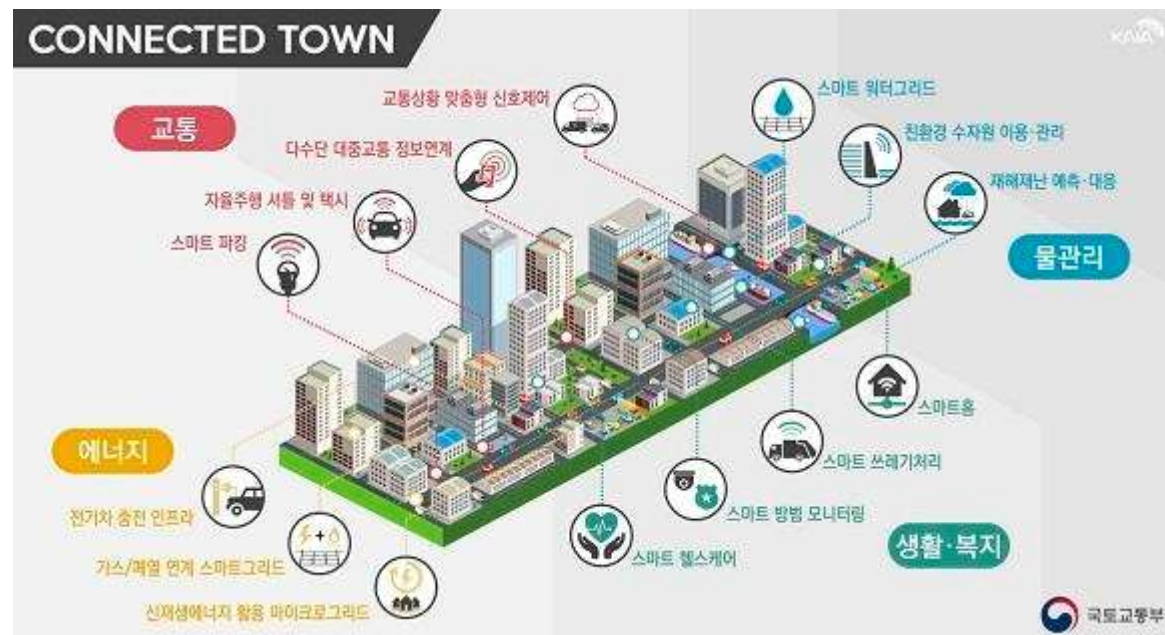 CONNECTED TOWN
KAIA
교통
교통상황 맞춤형 신호제어
다수단 대중교통 정보연계
자율주행 셔틀 및 택시
스마트 파킹
스마트 워터그리드
친환경 수자원 이용·관리
재해재난 예측·대응
물관리
에너지
전기차 충전 인프라
가스/폐열 연계 스마트그리드
신재생에너지 활용 마이크로그리드
스마트홈
스마트 쓰레기처리
스마트 방범 모니터링
스마트 헬스케어
생활·복지
국토교통부